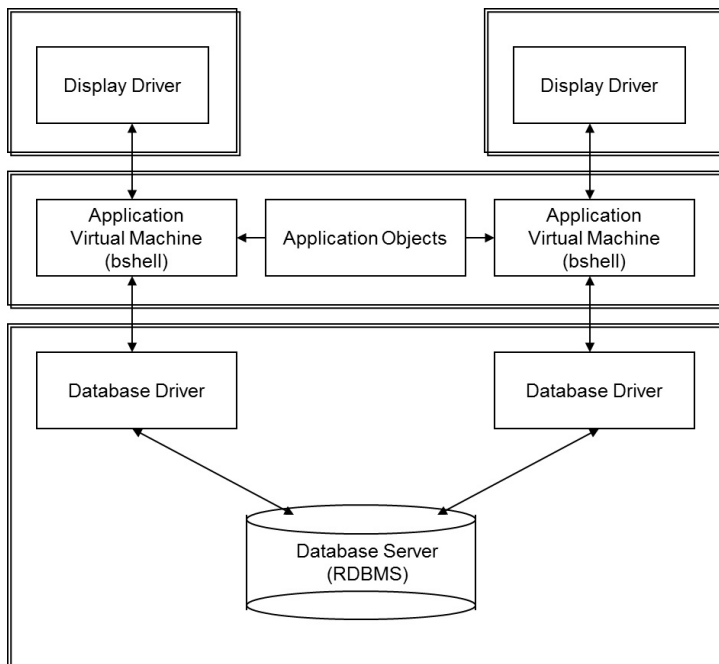 Display Driver
Display Driver
Application
Virtual Machine
(bshell)
Application Objects
Application
Virtual Machine
(bshell)
Database Driver
Database Driver
Database Server
(RDBMS)